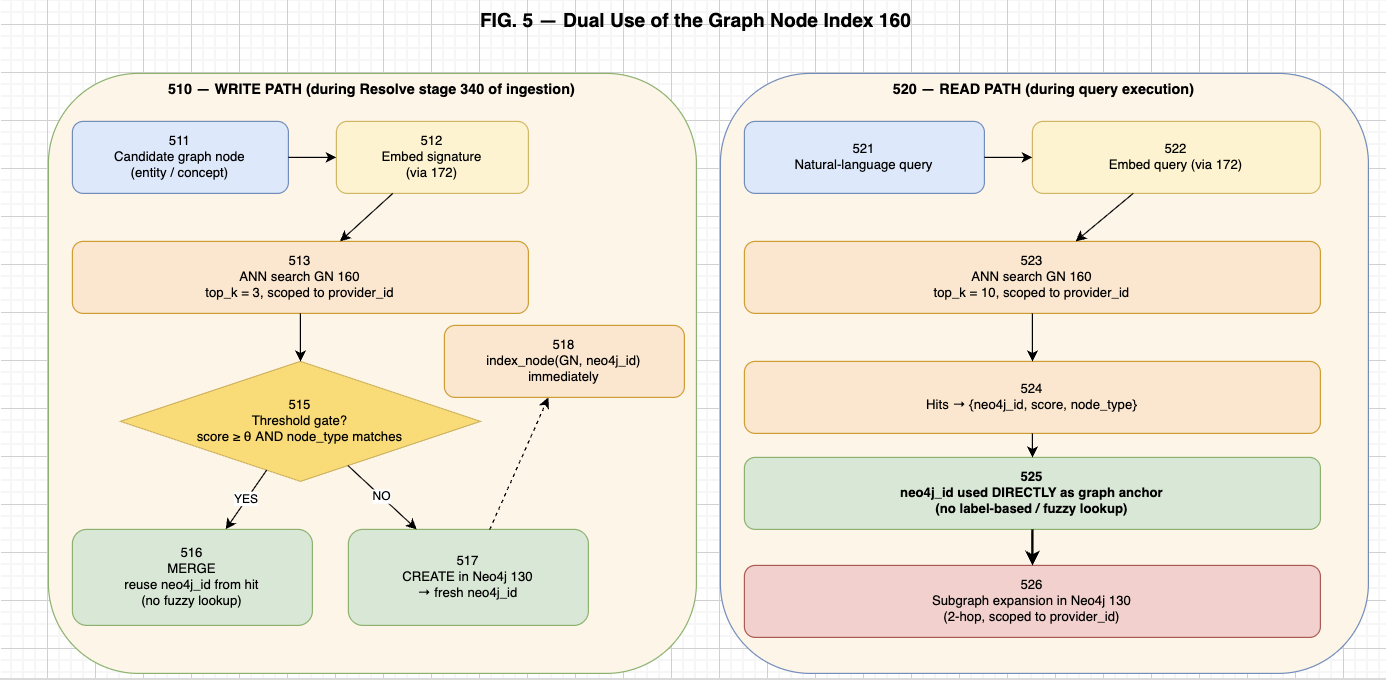 FIG. 5 — Dual Use of the Graph Node Index 160
510 — WRITE PATH (during Resolve stage 340 of ingestion)
511
Candidate graph node
(entity / concept)
512
Embed signature
(via 172)
513
ANN search GN 160
top_k = 3, scoped to provider_id
518
index_node(GN, neo4j_id)
immediately
515
Threshold gate?
score ≥ θ AND node_type matches
YES
NO
516
MERGE
reuse neo4j_id from hit
(no fuzzy lookup)
517
CREATE in Neo4j 130
→ fresh neo4j_id
520 — READ PATH (during query execution)
521
Natural-language query
522
Embed query (via 172)
523
ANN search GN 160
top_k = 10, scoped to provider_id
524
Hits → {neo4j_id, score, node_type}
525
neo4j_id used DIRECTLY as graph anchor
(no label-based / fuzzy lookup)
526
Subgraph expansion in Neo4j 130
(2-hop, scoped to provider_id)